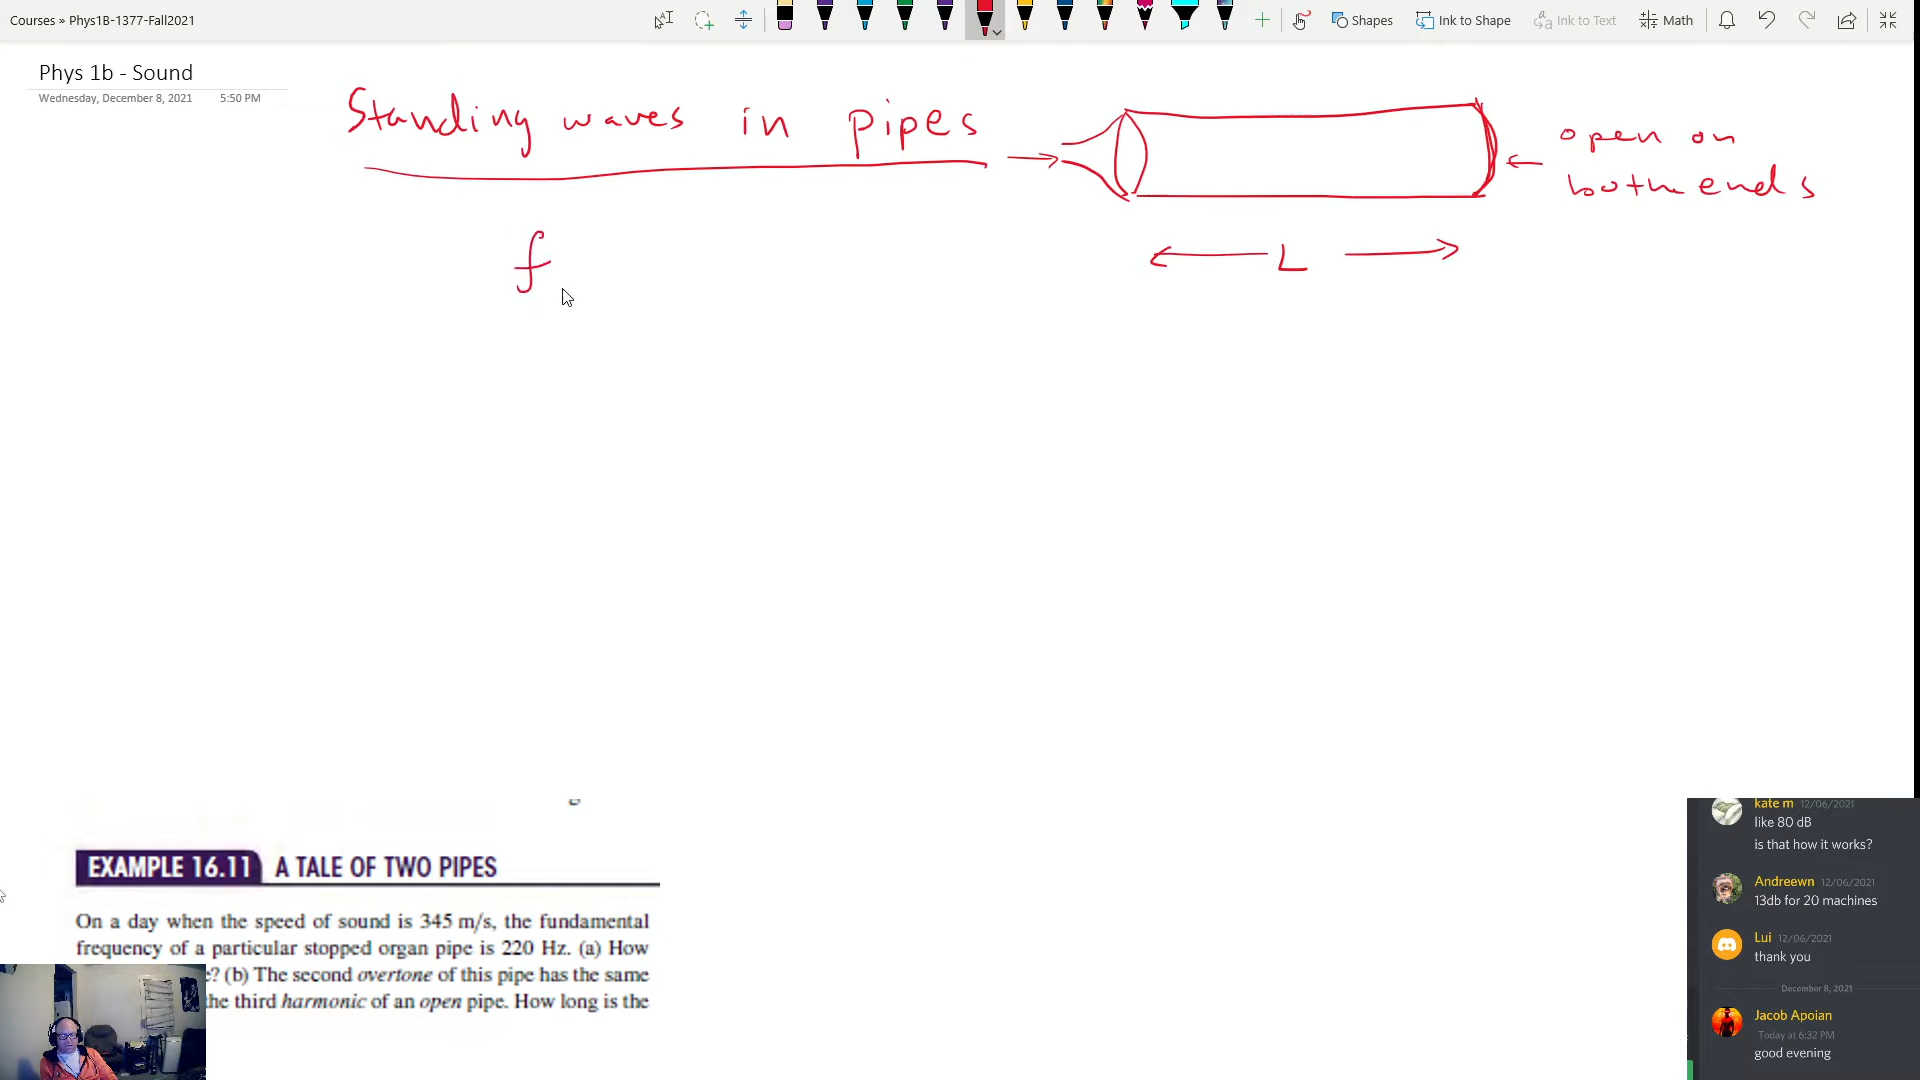 Courses » Phys1B-1377-Fall2021
Shapes
Ink to Shape
Ink to Text
Math
Phys 1b - Sound
Wednesday, December 8, 2021 5:50 PM
Standing waves in pipes
open on
both ends
L
f
EXAMPLE 16.11 A TALE OF TWO PIPES
On a day when the speed of sound is 345 m/s, the fundamental
frequency of a particular stopped organ pipe is 220 Hz. (a) How
e? (b) The second overtone of this pipe has the same
the third harmonic of an open pipe. How long is the
kate m 12/06/2021
like 80 dB
is that how it works?
Andreewn 12/06/2021
13db for 20 machines
Lui 12/06/2021
thank you
December 8, 2021
Jacob Apoian
Today at 6:32 PM
good evening